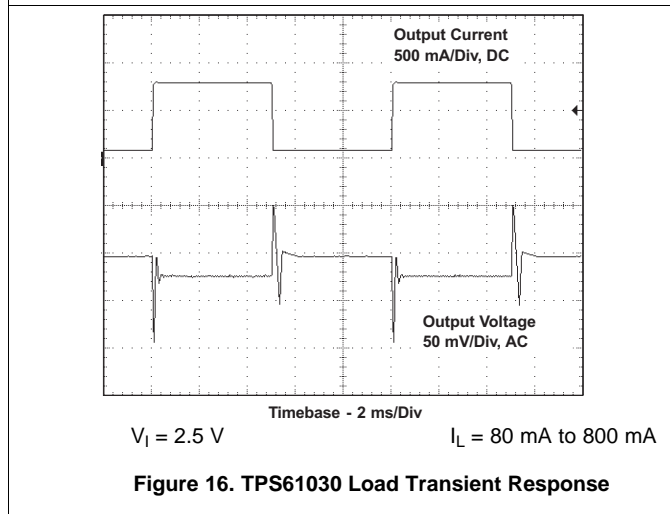 Output Current
500 mA/Div, DC
Output Voltage
50 mV/Div, AC
Timebase - 2 ms/Div
V_I = 2.5 V
I_L = 80 mA to 800 mA
Figure 16. TPS61030 Load Transient Response